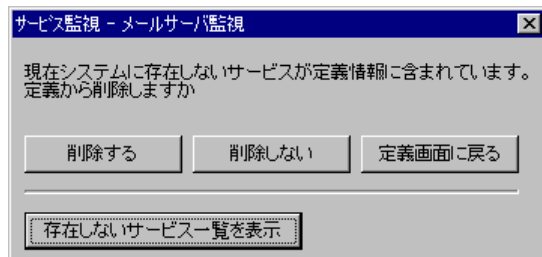 サービス監視 - メールサーバ監視
現在システムに存在しないサービスが定義情報に含まれています。
定義から削除しますか
削除する 削除しない 定義画面に戻る
存在しないサービス一覧を表示